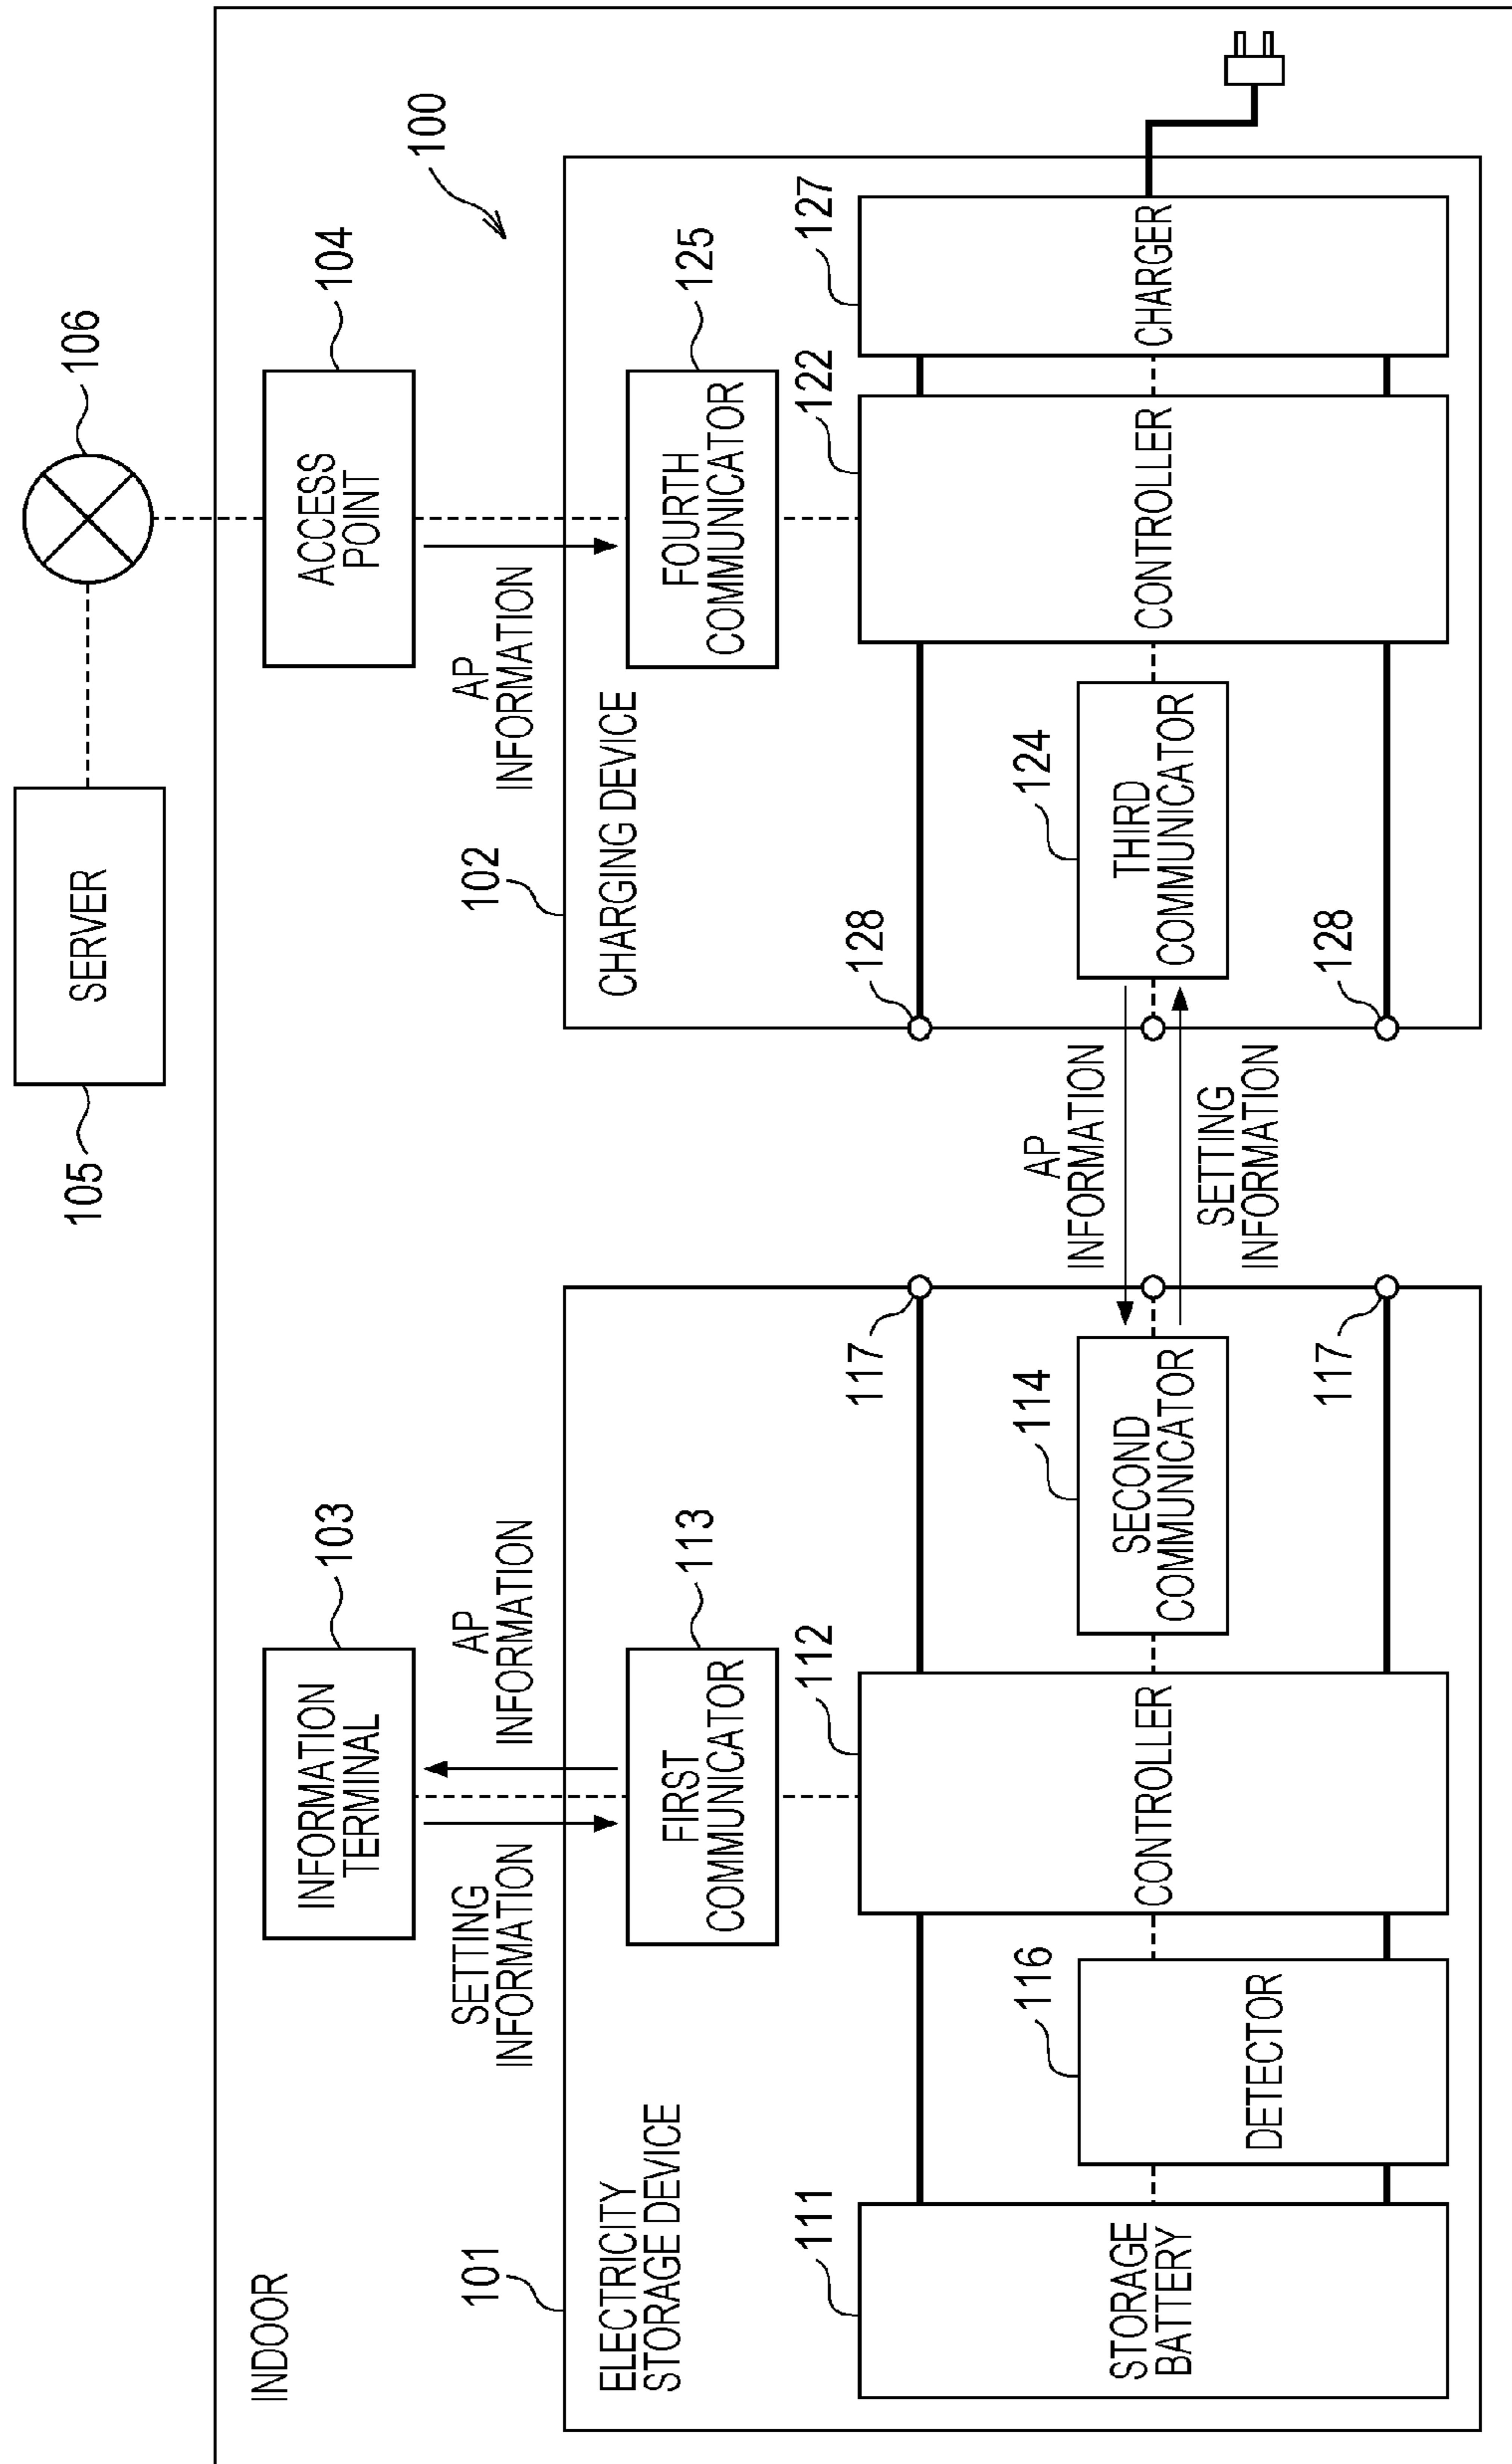 105
SERVER
106
INDOOR
103
INFORMATION
TERMINAL
104
ACCESS
POINT
100
SETTING
INFORMATION
AP
INFORMATION
AP
INFORMATION
101
ELECTRICITY
STORAGE DEVICE
113
FIRST
COMMUNICATOR
102
CHARGING DEVICE
125
FOURTH
COMMUNICATOR
111
STORAGE
BATTERY
116
DETECTOR
112
CONTROLLER
117
114
SECOND
COMMUNICATOR
117
AP
INFORMATION
SETTING
INFORMATION
128
124
THIRD
COMMUNICATOR
128
122
CONTROLLER
127
CHARGER